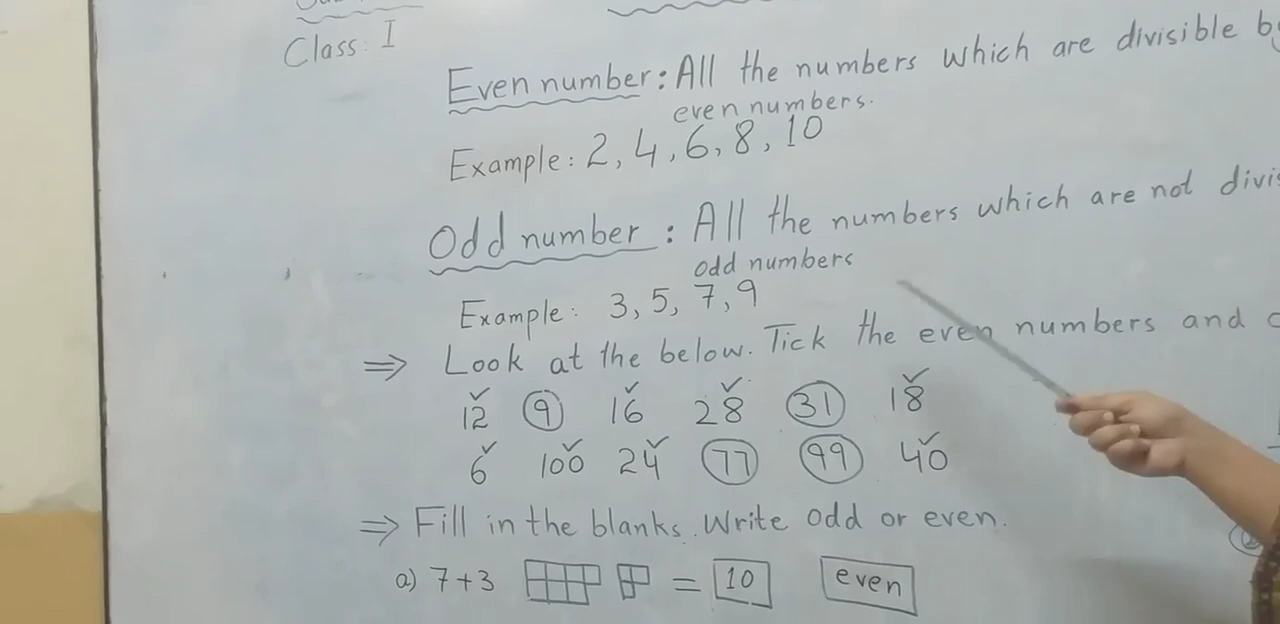 Class: I
Even number: All the numbers which are divisible by
even numbers.
Example: 2, 4, 6, 8, 10
Odd number: All the numbers which are not
odd numbers
Example: 3, 5, 7, 9
⇒ Look at the below. Tick the even numbers and
12 9 16 28 31 18
6 100 24 77 99 40
⇒ Fill in the blanks. Write odd or even.
a) 7+3 = 10 even